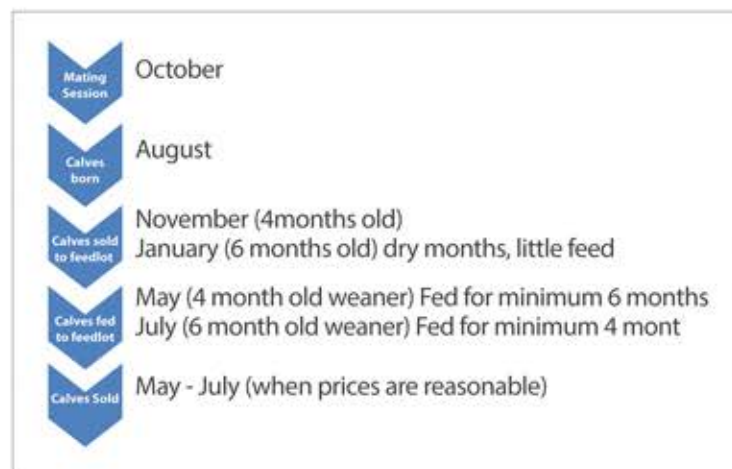 Mating
Session
October
Calves
born
August
Calves sold
to feedlot
November (4months old)
January (6 months old) dry months, little feed
Calves fed
to feedlot
May (4 month old weaner) Fed for minimum 6 months
July (6 month old weaner) Fed for minimum 4 mont
Calves Sold
May - July (when prices are reasonable)